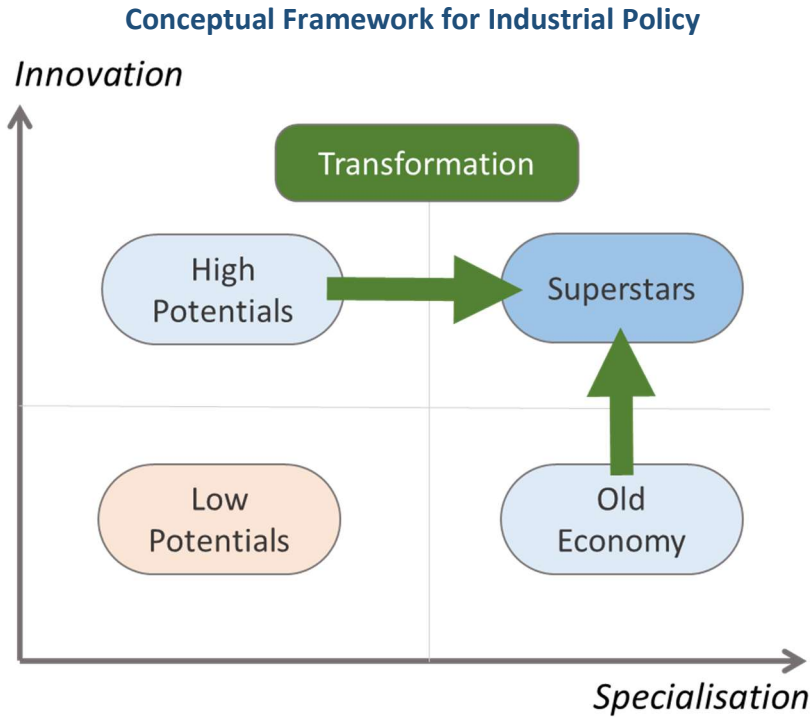 Conceptual Framework for Industrial Policy
Innovation
Transformation
High
Potentials
Superstars
Low
Potentials
Old
Economy
Specialisation